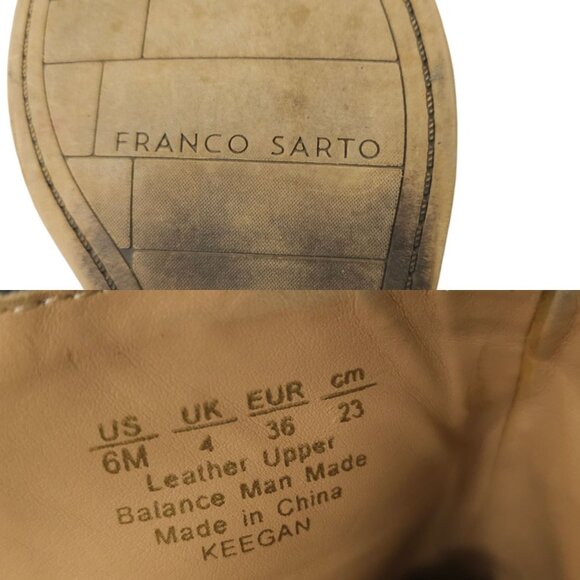 FRANCO SARTO
US UK EUR cm
6M 4 36 23
Leather Upper
Balance Man Made
Made in China
KEEGAN